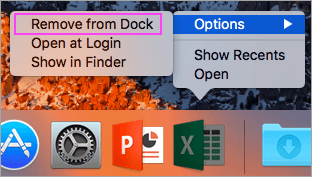 Remove from Dock
Open at Login
Show in Finder
Options
Show Recents
Open
A
P
X